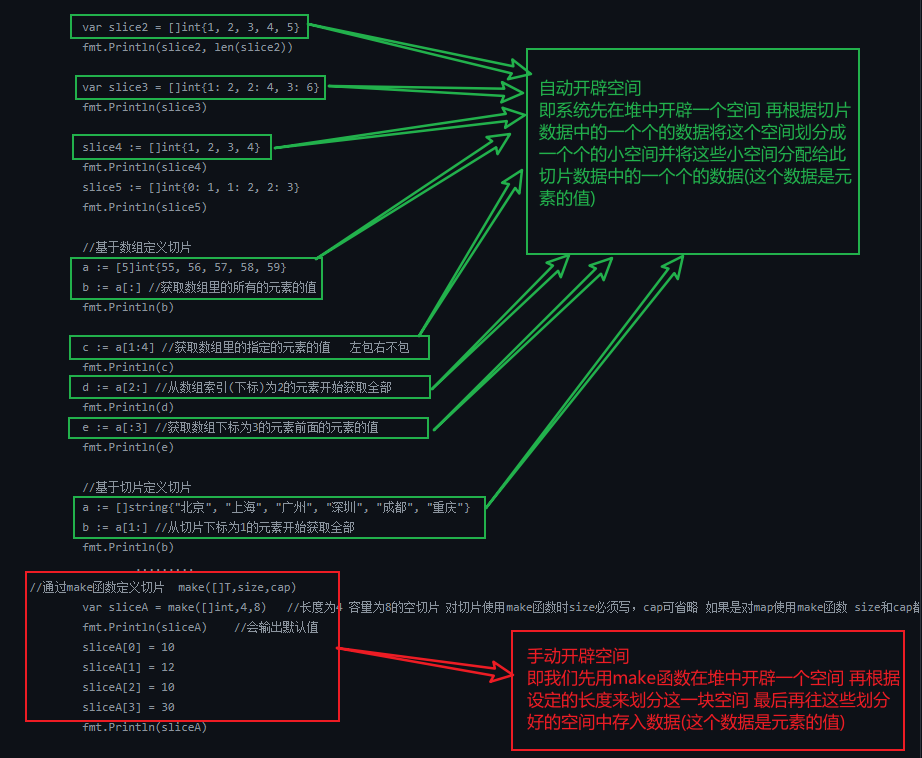 var slice2 = []int{1, 2, 3, 4, 5}
fmt.Println(slice2, len(slice2))
var slice3 = []int{1: 2, 2: 4, 3: 6}
fmt.Println(slice3)
slice4 := []int{1, 2, 3, 4}
fmt.Println(slice4)
slice5 := []int{0: 1, 1: 2, 2: 3}
fmt.Println(slice5)
自动开辟空间
即系统先在堆中开辟一个空间 再根据切片
数据中的一个个的数据将这个空间划分成
一个个的小空间并将这些小空间分配给此
切片数据中的一个个的数据(这个数据是元
素的值)
//基于数组定义切片
a := [5]int{55, 56, 57, 58, 59}
b := a[:] //获取数组里的所有的元素的值
fmt.Println(b)
c := a[1:4] //获取数组里的指定的元素的值 左包右不包
fmt.Println(c)
d := a[2:] //从数组索引(下标)为2的元素开始获取全部
fmt.Println(d)
e := a[:3] //获取数组下标为3的元素前面的元素的值
fmt.Println(e)
//基于切片定义切片
a := []string{"北京", "上海", "广州", "深圳", "成都", "重庆"}
b := a[1:] //从切片下标为1的元素开始获取全部
fmt.Println(b)
.........
//通过make函数定义切片 make([]T,size,cap)
var sliceA = make([]int,4,8) //长度为4 容量为8的空切片 对切片使用make函数时size必须写，cap可省略 如果是对map使用make函数 size和cap都
fmt.Println(sliceA) //会输出默认值
sliceA[0] = 10
sliceA[1] = 12
sliceA[2] = 10
sliceA[3] = 30
fmt.Println(sliceA)
手动开辟空间
即我们先用make函数在堆中开辟一个空间 再根据
设定的长度来划分这一块空间 最后再往这些划分
好的空间中存入数据(这个数据是元素的值)